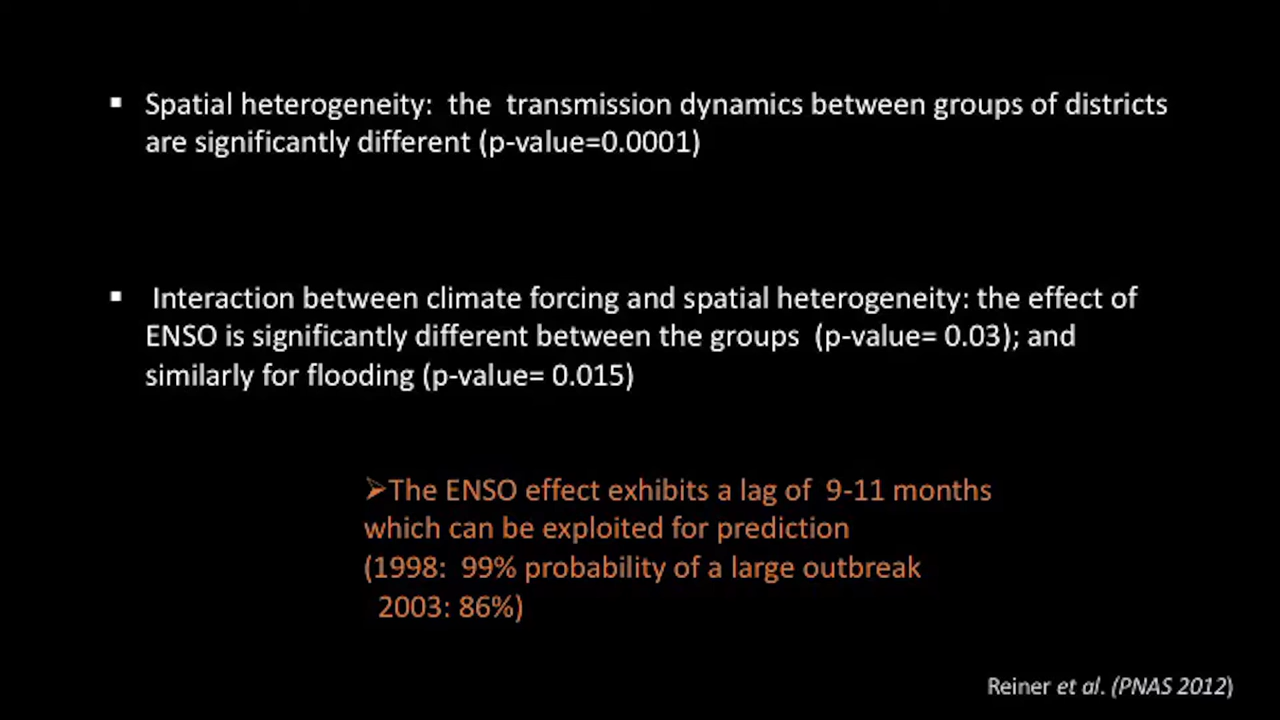 ▪ Spatial heterogeneity: the transmission dynamics between groups of districts
are significantly different (p-value=0.0001)
▪ Interaction between climate forcing and spatial heterogeneity: the effect of
ENSO is significantly different between the groups (p-value= 0.03); and
similarly for flooding (p-value= 0.015)
➢The ENSO effect exhibits a lag of 9-11 months
which can be exploited for prediction
(1998: 99% probability of a large outbreak
2003: 86%)
Reiner et al. (PNAS 2012)